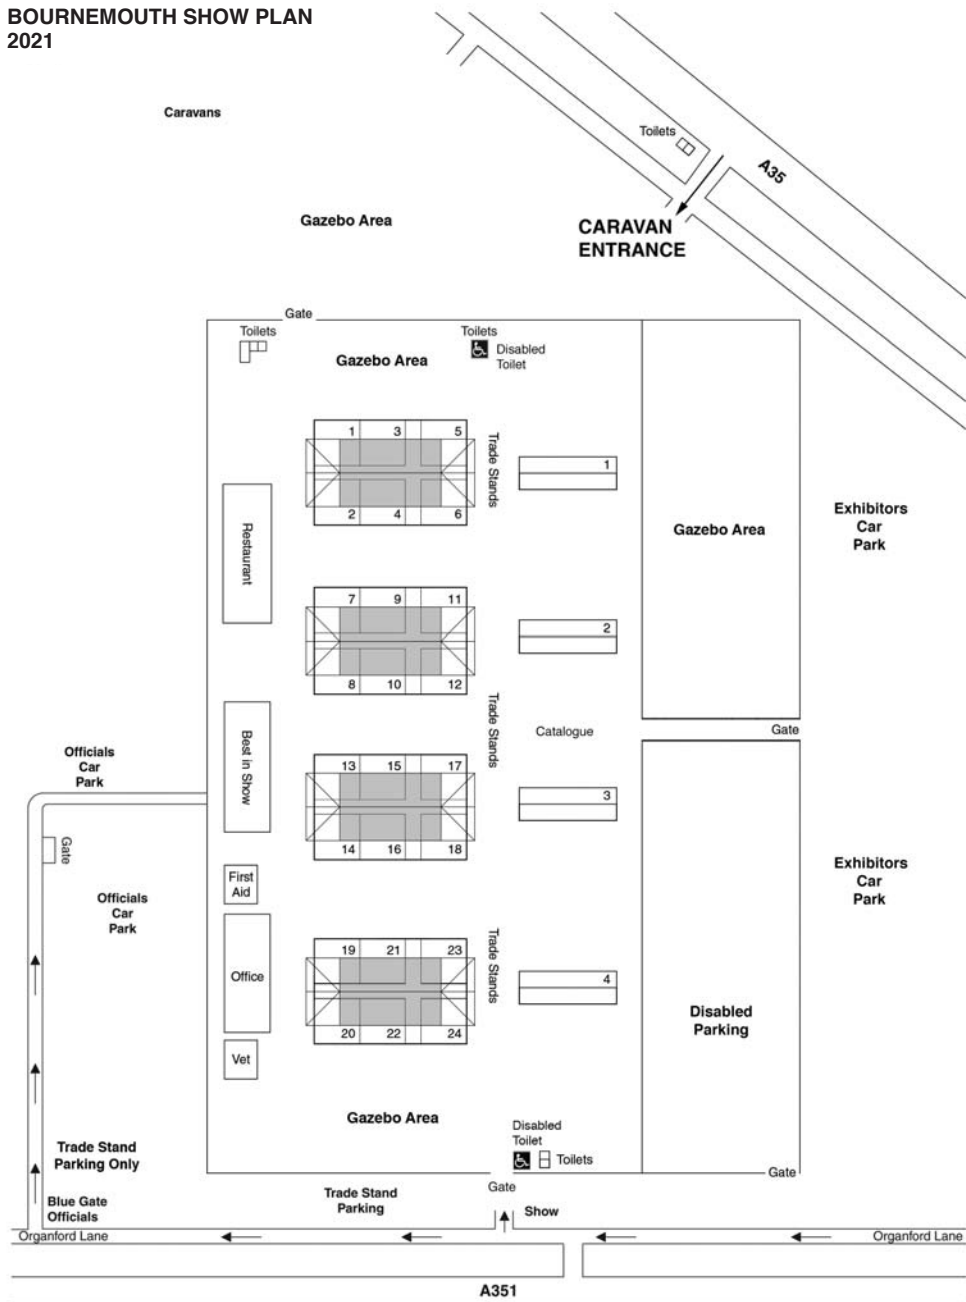 BOURNEMOUTH SHOW PLAN
2021
Caravans
Toilets
A35
Gazebo Area
CARAVAN
ENTRANCE
Gate
Toilets
Toilets
Disabled
Toilet
Gazebo Area
1 3 5
Trade Stands
1
2 4 6
Restaurant
Gazebo Area
Exhibitors
Car
Park
7 9 11
2
8 10 12
Trade Stands
Best in Show
Catalogue
Gate
Officials
Car
Park
13 15 17
3
14 16 18
Gate
First
Aid
Officials
Car
Park
Exhibitors
Car
Park
19 21 23
Trade Stands
4
Office
20 22 24
Disabled
Parking
Vet
Gazebo Area
Disabled
Toilet
Toilets
Trade Stand
Parking Only
Gate
Gate
Trade Stand
Parking
Blue Gate
Officials
Show
Organford Lane
Organford Lane
A351